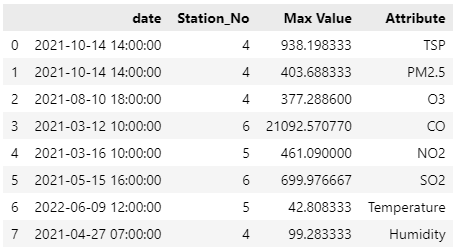 date Station_No Max Value Attribute
0 2021-10-14 14:00:00 4 938.198333 TSP
1 2021-10-14 14:00:00 4 403.688333 PM2.5
2 2021-08-10 18:00:00 4 377.288600 O3
3 2021-03-12 10:00:00 6 21092.570770 CO
4 2021-03-16 10:00:00 5 461.090000 NO2
5 2021-05-15 16:00:00 6 699.976667 SO2
6 2022-06-09 12:00:00 5 42.808333 Temperature
7 2021-04-27 07:00:00 4 99.283333 Humidity